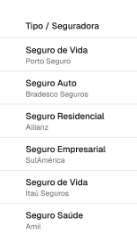 Tipo / Seguradora
Seguro de Vida
Porto Seguro
Seguro Auto
Bradesco Seguros
Seguro Residencial
Allianz
Seguro Empresarial
SulAmérica
Seguro de Vida
Itaú Seguros
Seguro Saúde
Amil